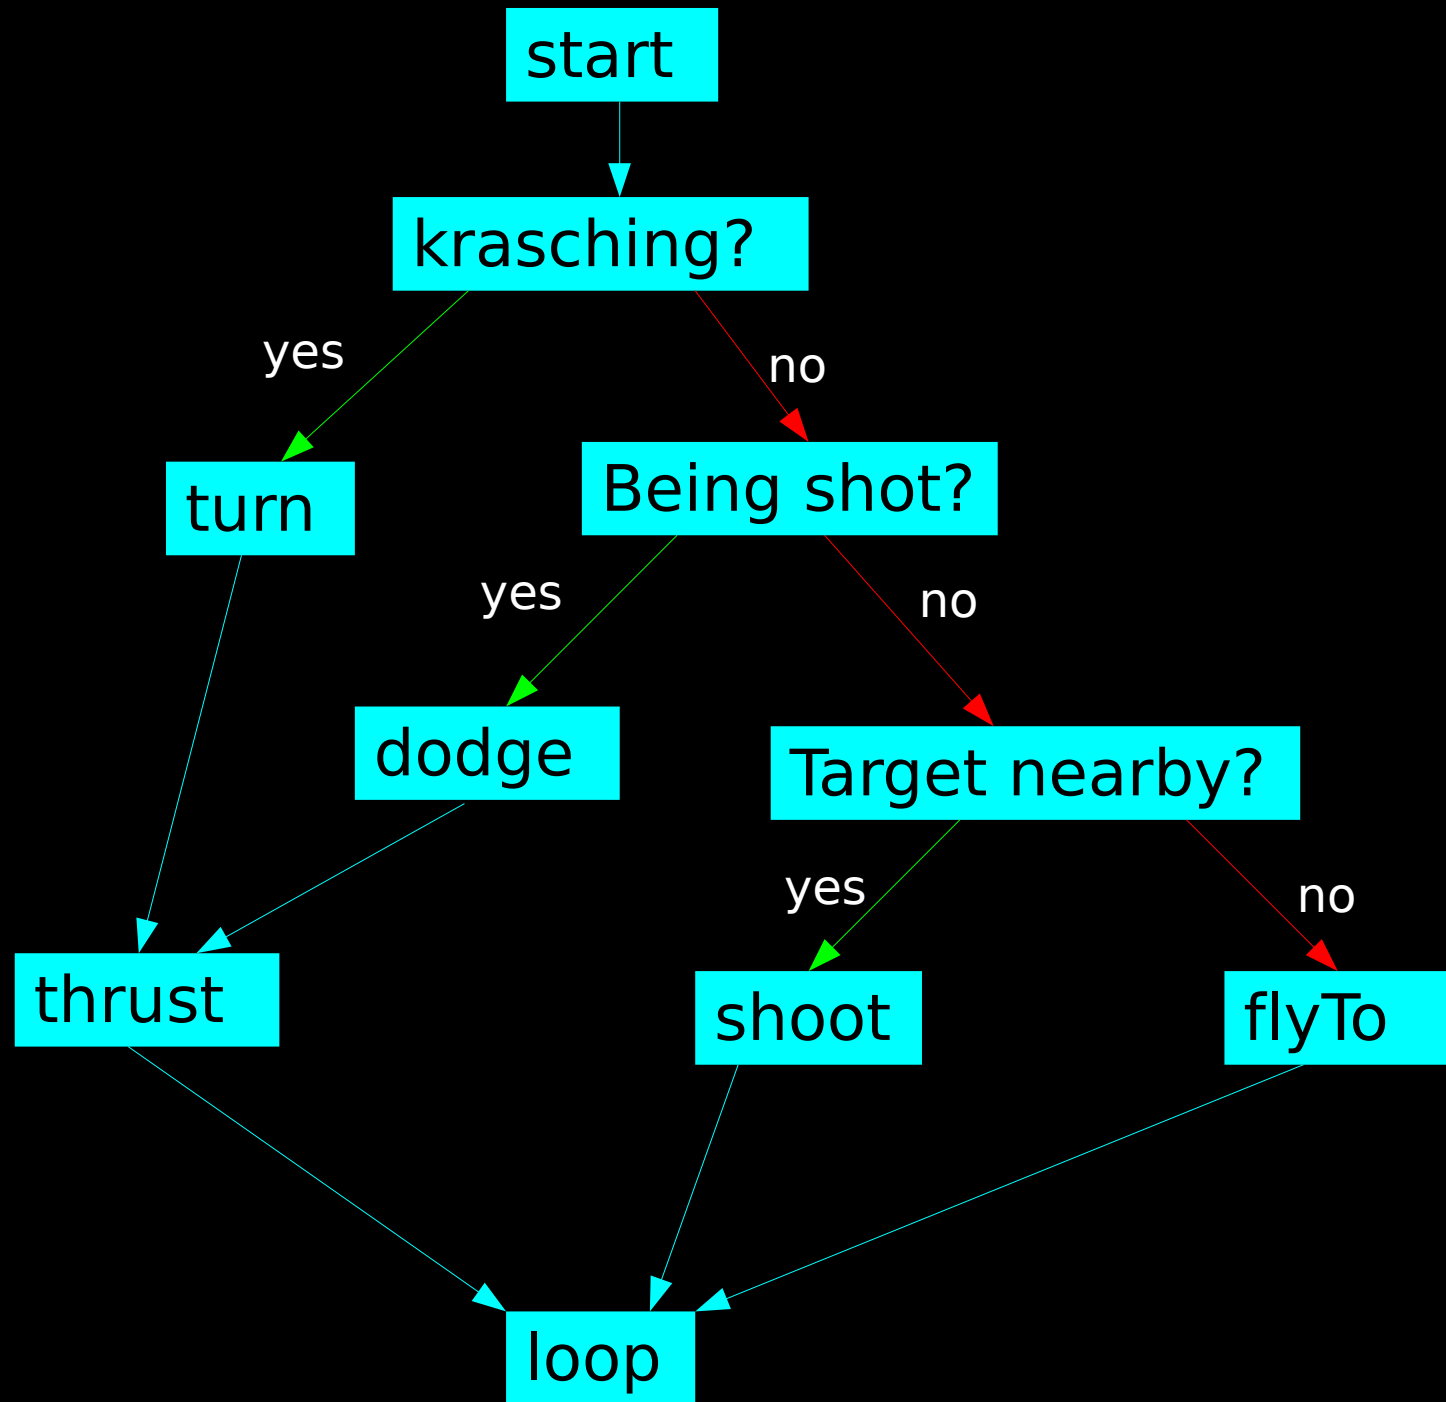 start
krasching?
yes
no
turn
Being shot?
yes
no
dodge
Target nearby?
yes
no
thrust
shoot
flyTo
loop